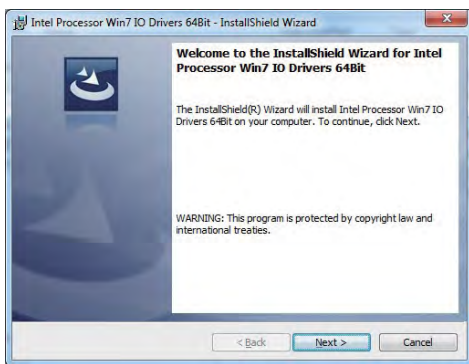 Intel Processor Win7 IO Drivers 64Bit - InstallShield Wizard
Welcome to the InstallShield Wizard for Intel
Processor Win7 IO Drivers 64Bit
The InstallShield(R) Wizard will install Intel Processor Win7 IO
Drivers 64Bit on your computer. To continue, click Next.
WARNING: This program is protected by copyright law and
international treaties.
< Back Next > Cancel